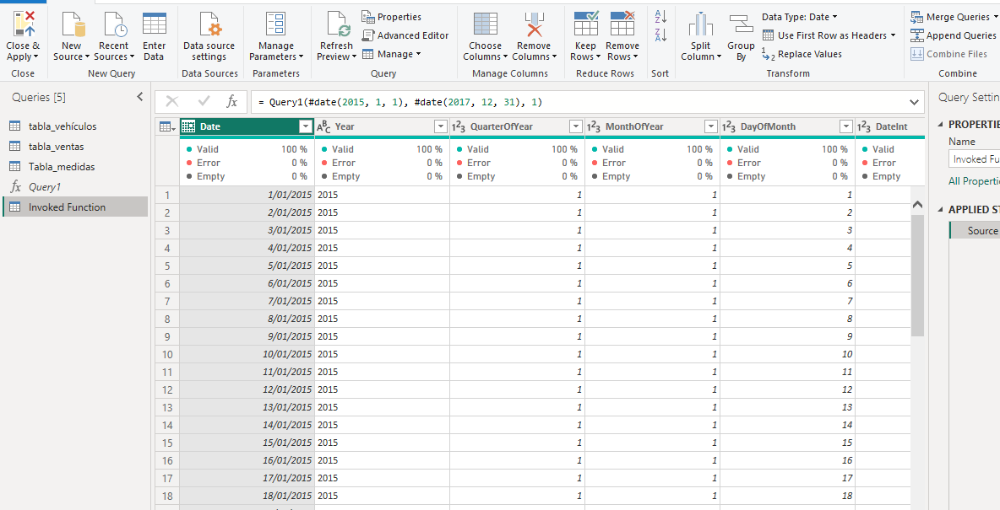 Close & Apply
New Source
Recent Sources
Enter Data
Data source settings
Manage Parameters
Refresh Preview
Properties
Advanced Editor
Manage
Choose Columns
Remove Columns
Keep Rows
Remove Rows
Split Column
Group By
Data Type: Date
Use First Row as Headers
Replace Values
Merge Queries
Append Queries
Combine Files
Close
New Query
Data Sources
Parameters
Query
Manage Columns
Reduce Rows
Sort
Transform
Combine
Queries [5]
tabla_vehículos
tabla_ventas
Tabla_medidas
fx Query1
Invoked Function
fx = Query1(#date(2015, 1, 1), #date(2017, 12, 31), 1)
Date ABC Year 123 QuarterOfYear 123 MonthOfYear 123 DayOfMonth 123 DateInt
Valid 100 % Valid 100 % Valid 100 % Valid 100 % Valid 100 % Valid
Error 0 % Error 0 % Error 0 % Error 0 % Error 0 % Error
Empty 0 % Empty 0 % Empty 0 % Empty 0 % Empty 0 % Empty
1 1/01/2015 2015 1 1 1
2 2/01/2015 2015 1 1 2
3 3/01/2015 2015 1 1 3
4 4/01/2015 2015 1 1 4
5 5/01/2015 2015 1 1 5
6 6/01/2015 2015 1 1 6
7 7/01/2015 2015 1 1 7
8 8/01/2015 2015 1 1 8
9 9/01/2015 2015 1 1 9
10 10/01/2015 2015 1 1 10
11 11/01/2015 2015 1 1 11
12 12/01/2015 2015 1 1 12
13 13/01/2015 2015 1 1 13
14 14/01/2015 2015 1 1 14
15 15/01/2015 2015 1 1 15
16 16/01/2015 2015 1 1 16
17 17/01/2015 2015 1 1 17
18 18/01/2015 2015 1 1 18
Query Settin
PROPERTIE
Name
Invoked Fu
All Properti
APPLIED ST
Source